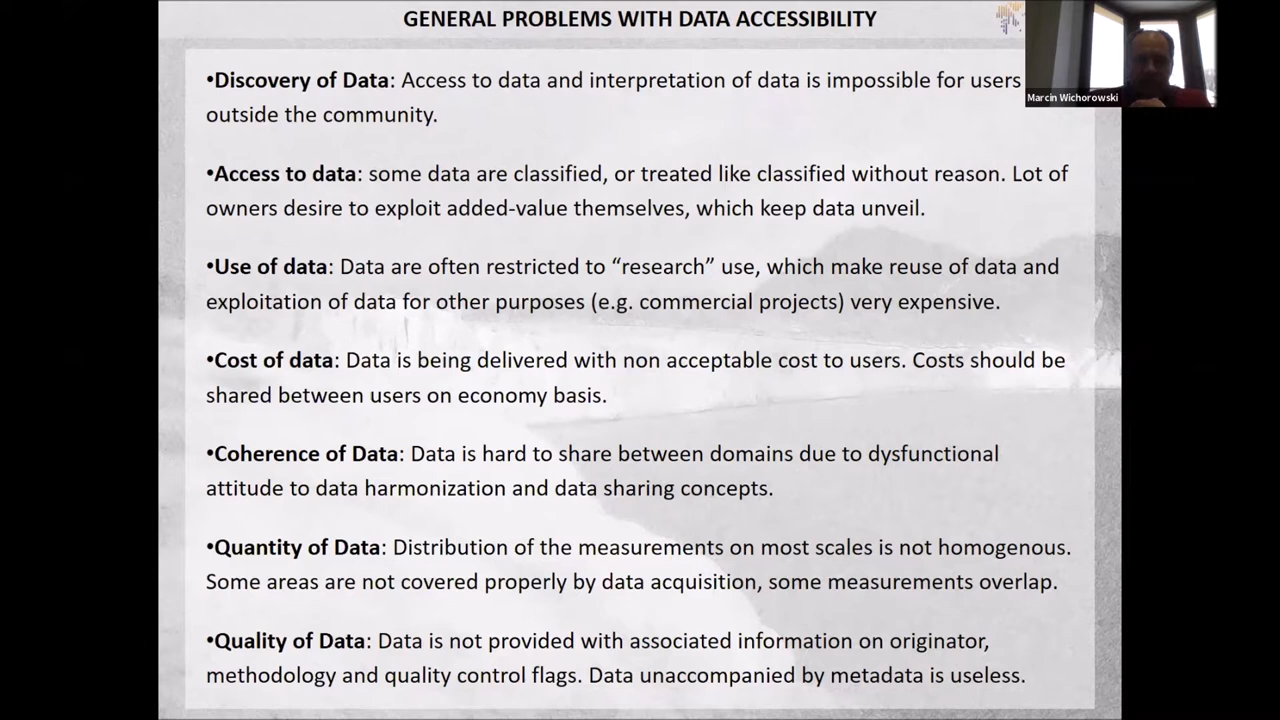 GENERAL PROBLEMS WITH DATA ACCESSIBILITY
Marcin Wichorowski
•Discovery of Data: Access to data and interpretation of data is impossible for users
outside the community.
•Access to data: some data are classified, or treated like classified without reason. Lot of
owners desire to exploit added-value themselves, which keep data unveil.
•Use of data: Data are often restricted to “research” use, which make reuse of data and
exploitation of data for other purposes (e.g. commercial projects) very expensive.
•Cost of data: Data is being delivered with non acceptable cost to users. Costs should be
shared between users on economy basis.
•Coherence of Data: Data is hard to share between domains due to dysfunctional
attitude to data harmonization and data sharing concepts.
•Quantity of Data: Distribution of the measurements on most scales is not homogenous.
Some areas are not covered properly by data acquisition, some measurements overlap.
•Quality of Data: Data is not provided with associated information on originator,
methodology and quality control flags. Data unaccompanied by metadata is useless.